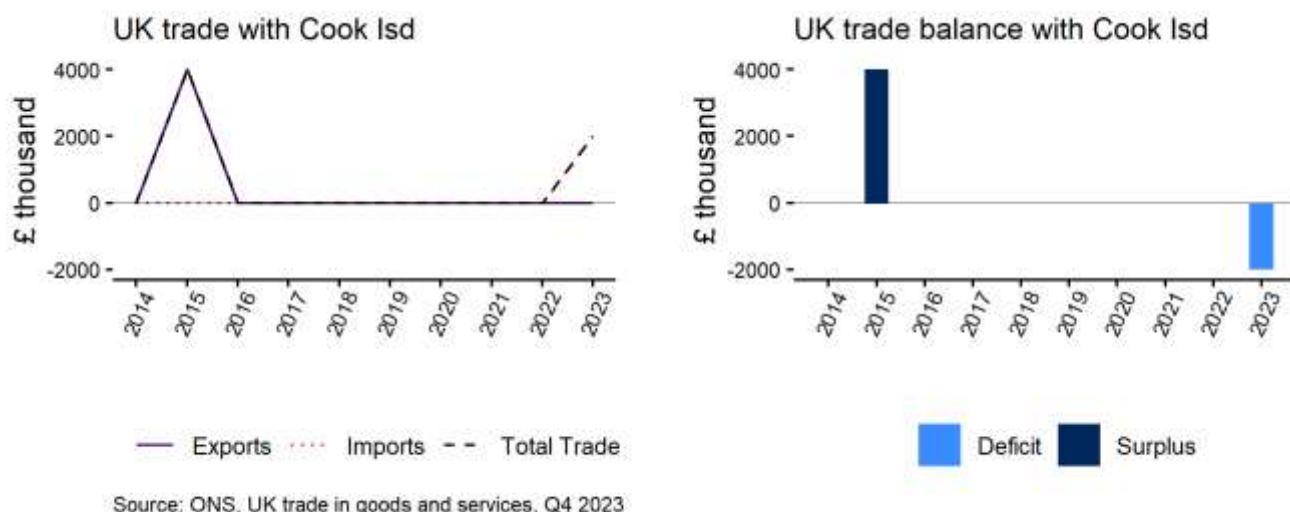 UK trade with Cook Isd
£ thousand
4000
2000
0
-2000
2014
2015
2016
2017
2018
2019
2020
2021
2022
2023
Exports
Imports
Total Trade
Source: ONS, UK trade in goods and services, Q4 2023
UK trade balance with Cook Isd
£ thousand
4000
2000
0
-2000
2014
2015
2016
2017
2018
2019
2020
2021
2022
2023
Deficit
Surplus